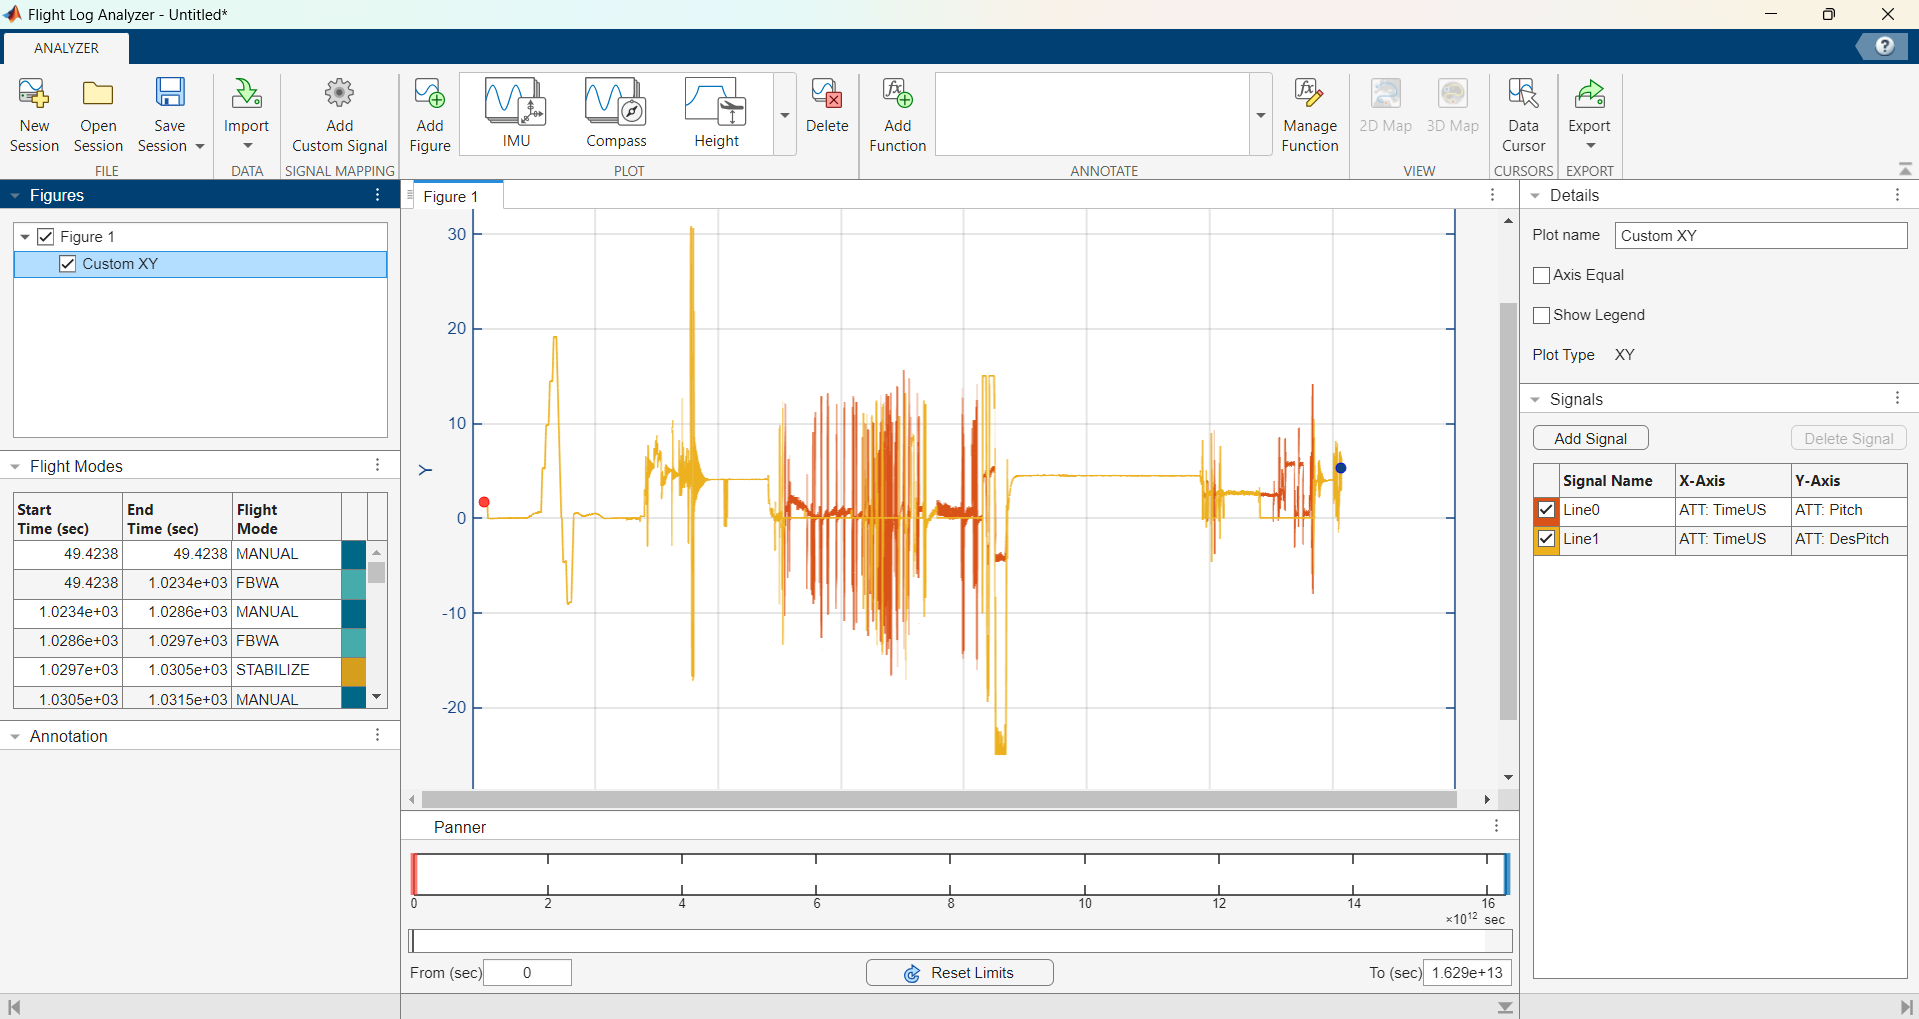 Flight Log Analyzer - Untitled*
ANALYZER
?
New Session
Open Session
Save Session
Import
Add Custom Signal
Add Figure
IMU
Compass
Height
Delete
Add Function
Manage Function
2D Map
3D Map
Data Cursor
Export
FILE
DATA
SIGNAL MAPPING
PLOT
ANNOTATE
VIEW
CURSORS
EXPORT
Figures
Figure 1
Custom XY
Flight Modes
Start Time (sec) End Time (sec) Flight Mode
49.4238 49.4238 MANUAL
49.4238 1.0234e+03 FBWA
1.0234e+03 1.0286e+03 MANUAL
1.0286e+03 1.0297e+03 FBWA
1.0297e+03 1.0305e+03 STABILIZE
1.0305e+03 1.0315e+03 MANUAL
Annotation
Figure 1
30
20
10
0
-10
-20
Y
Panner
0 2 4 6 8 10 12 14 16
×10¹² sec
From (sec) 0
Reset Limits
To (sec) 1.629e+13
Details
Plot name Custom XY
Axis Equal
Show Legend
Plot Type XY
Signals
Add Signal
Delete Signal
Signal Name X-Axis Y-Axis
Line0 ATT: TimeUS ATT: Pitch
Line1 ATT: TimeUS ATT: DesPitch